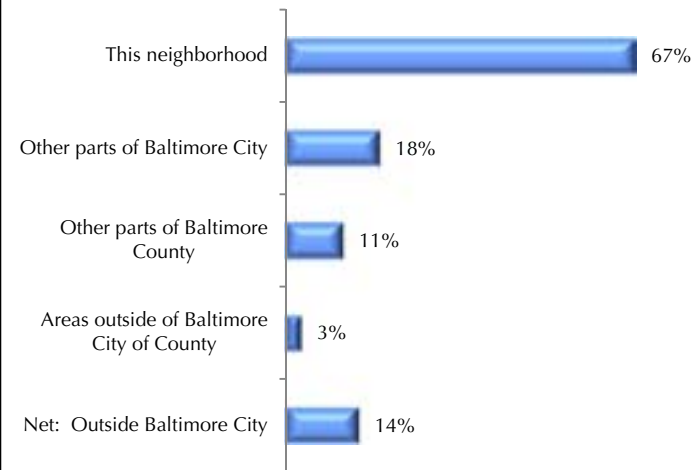 This neighborhood 67%
Other parts of Baltimore City 18%
Other parts of Baltimore
County 11%
Areas outside of Baltimore
City of County 3%
Net: Outside Baltimore City 14%